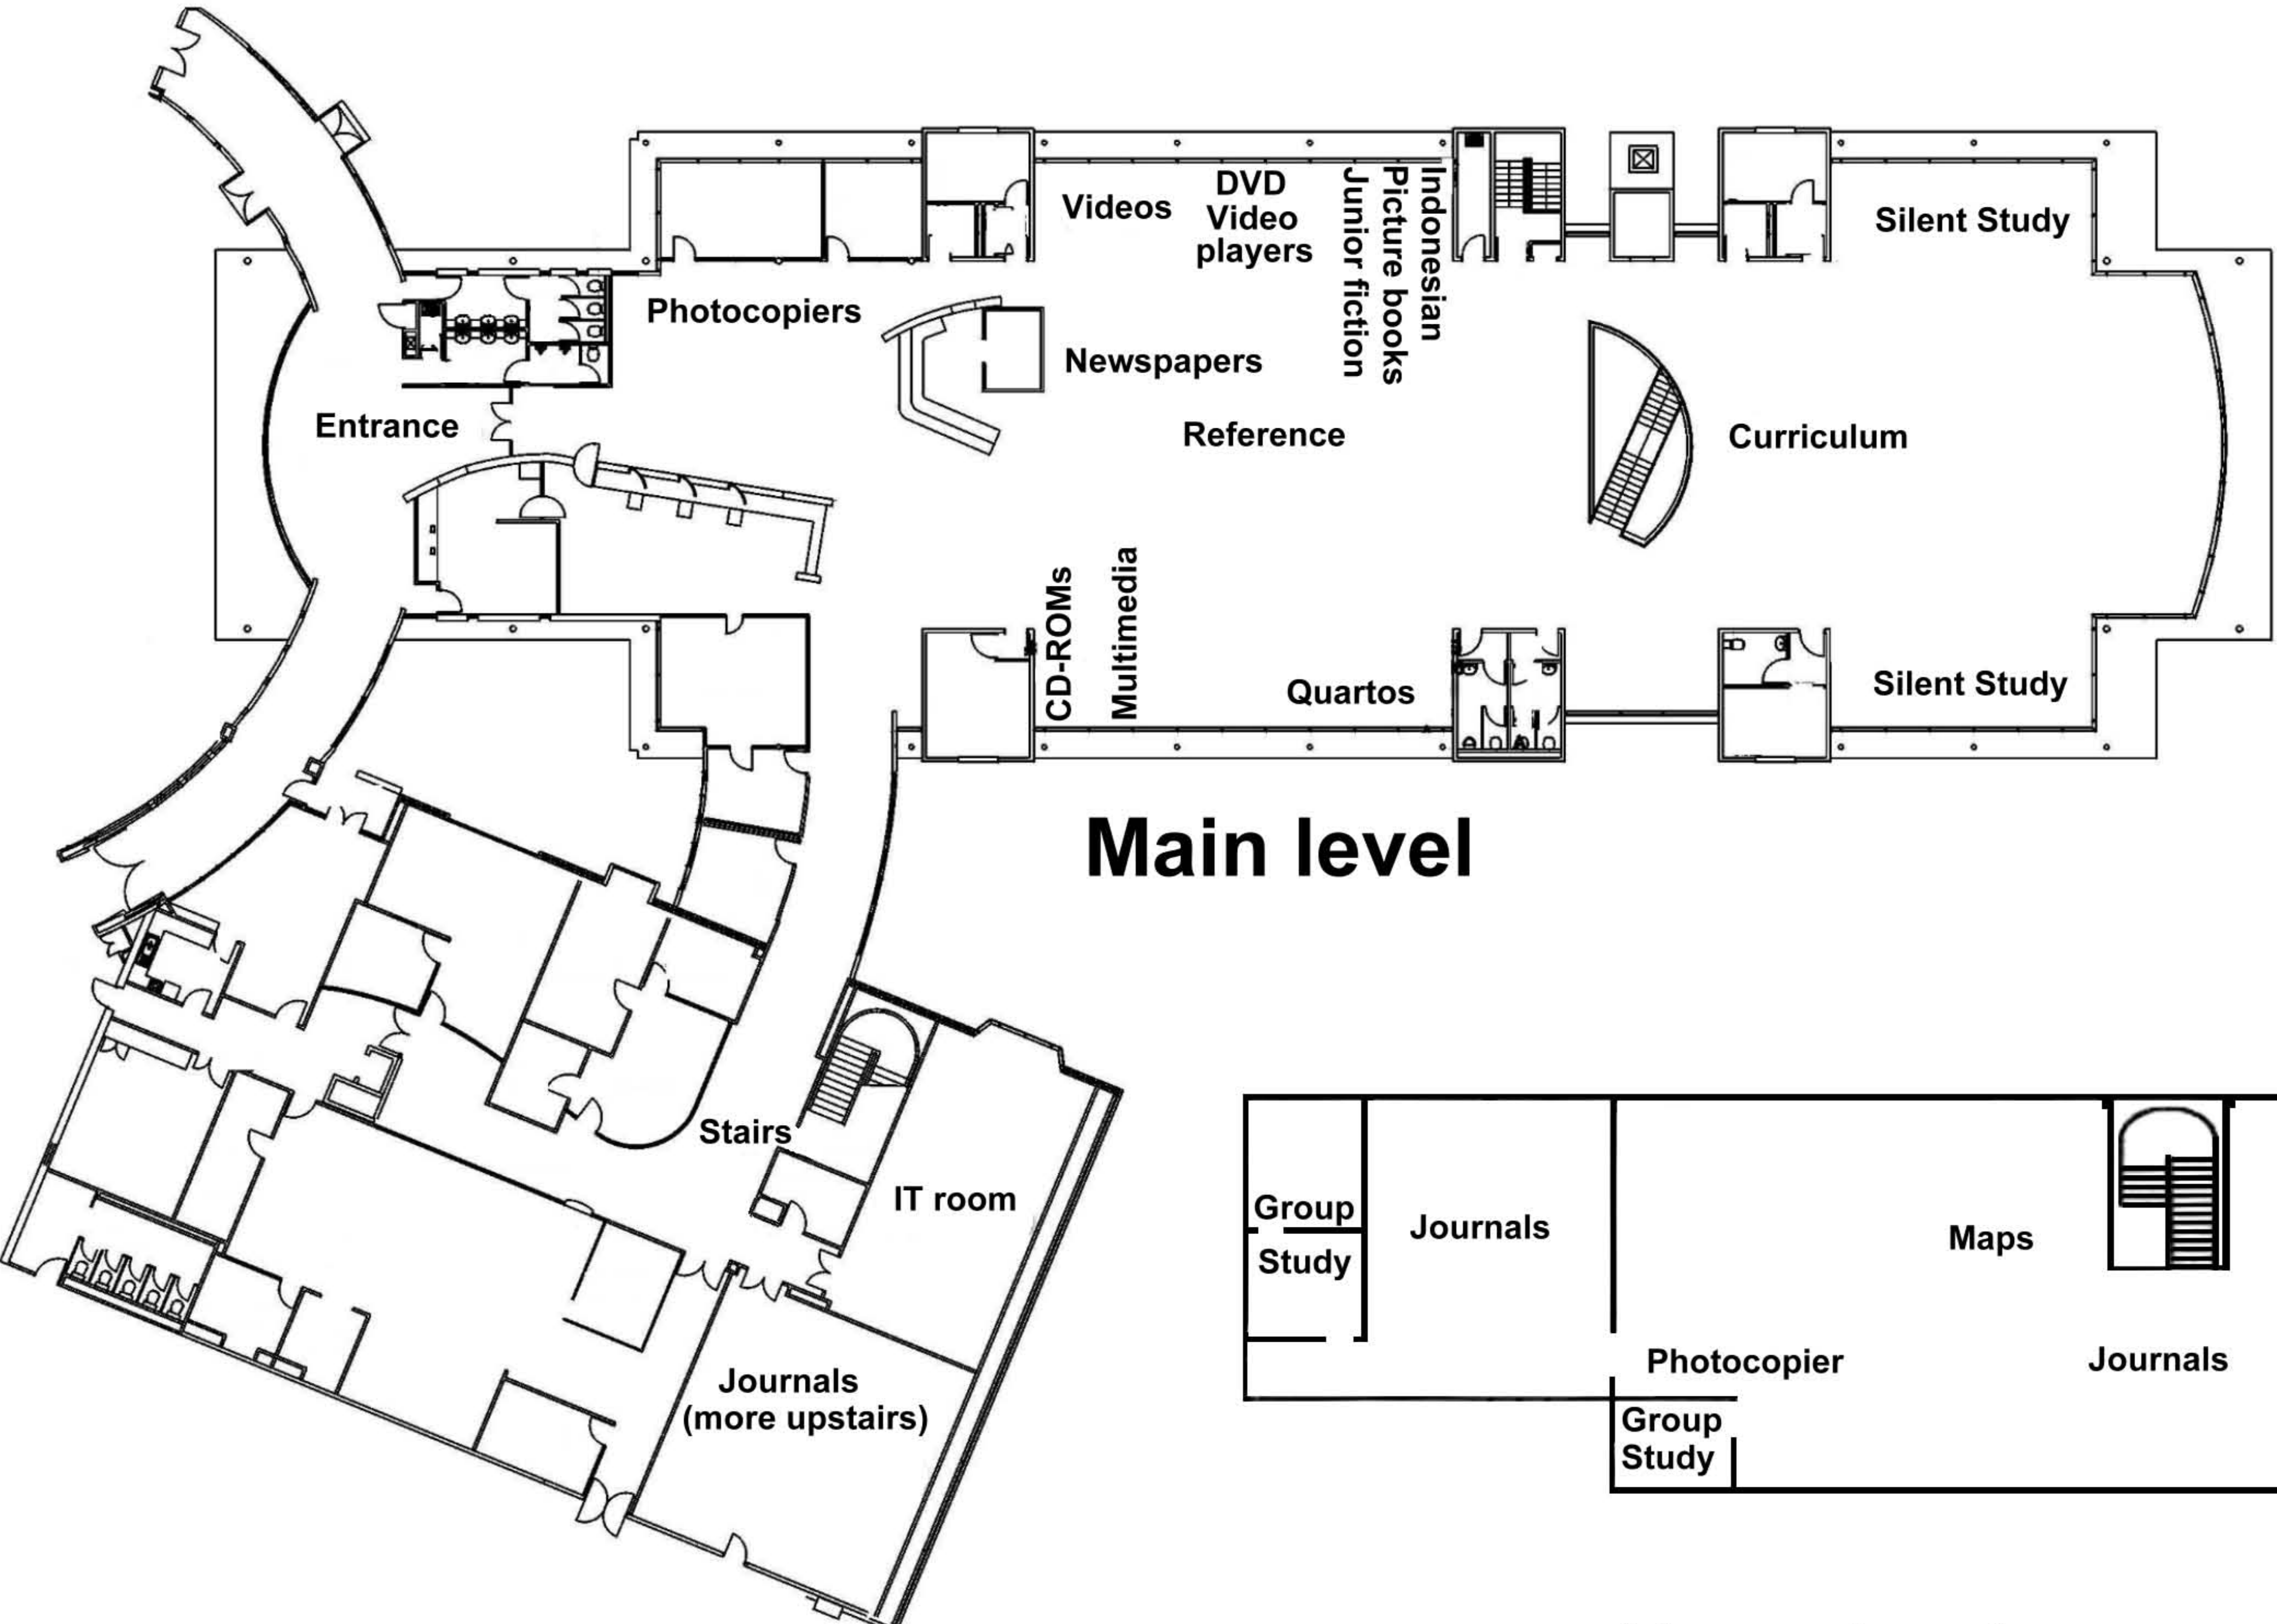 Videos
DVD
Video
players
Junior fiction
Picture books
Indonesian
Silent Study
Photocopiers
Newspapers
Entrance
Reference
Curriculum
CD-ROMs
Multimedia
Quartos
Silent Study
Main level
Stairs
IT room
Journals
(more upstairs)
Group
Study
Journals
Maps
Photocopier
Journals
Group
Study